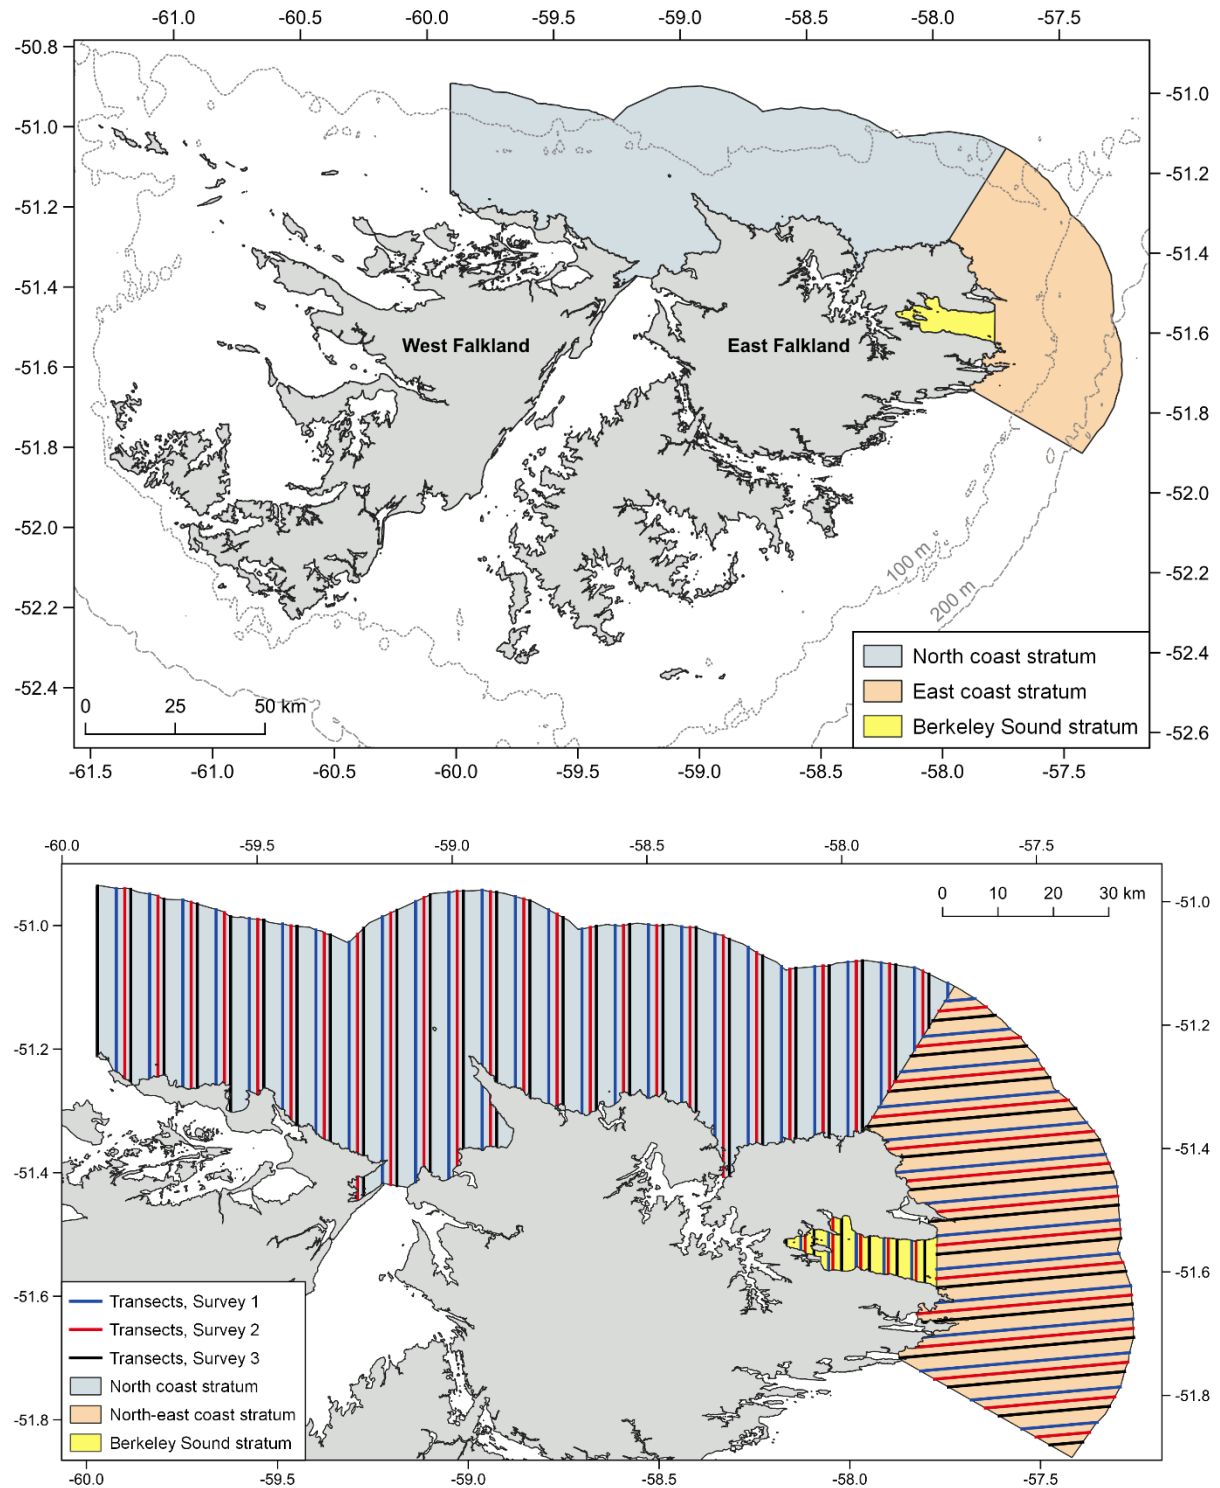 -61.0 -60.5 -60.0 -59.5 -59.0 -58.5 -58.0 -57.5
-50.8
-51.0
-51.0
-51.2
-51.2
-51.4
-51.4
-51.6
-51.6
-51.8
-51.8
-52.0
-52.0
-52.2
-52.2
-52.4
-52.4
-52.6
West Falkland
East Falkland
100 m
200 m
North coast stratum
East coast stratum
Berkeley Sound stratum
0 25 50 km
-61.5 -61.0 -60.5 -60.0 -59.5 -59.0 -58.5 -58.0 -57.5
-60.0 -59.5 -59.0 -58.5 -58.0 -57.5
0 10 20 30 km
-51.0
-51.0
-51.2
-51.2
-51.4
-51.4
-51.6
-51.6
-51.8
-51.8
Transects, Survey 1
Transects, Survey 2
Transects, Survey 3
North coast stratum
North-east coast stratum
Berkeley Sound stratum
-60.0 -59.5 -59.0 -58.5 -58.0 -57.5